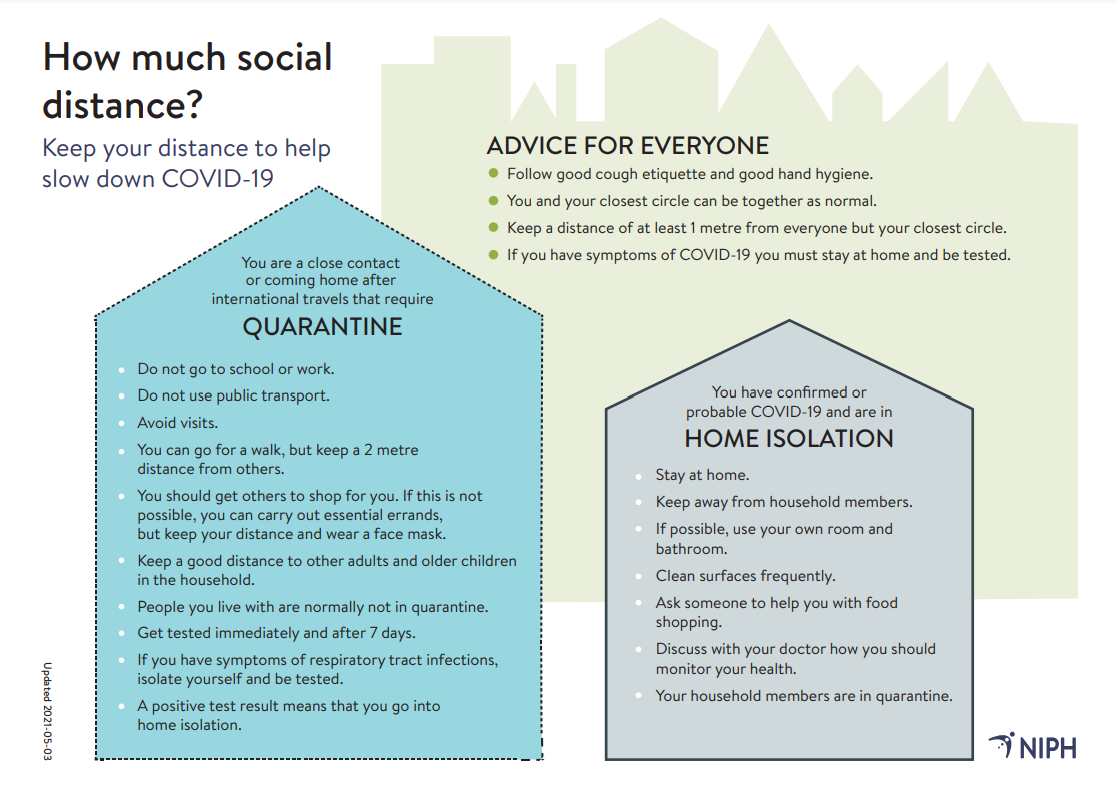 How much social
distance?
Keep your distance to help
slow down COVID-19
ADVICE FOR EVERYONE
Follow good cough etiquette and good hand hygiene.
You and your closest circle can be together as normal.
Keep a distance of at least 1 metre from everyone but your closest circle.
If you have symptoms of COVID-19 you must stay at home and be tested.
You are a close contact
or coming home after
international travels that require
QUARANTINE
Do not go to school or work.
Do not use public transport.
Avoid visits.
You can go for a walk, but keep a 2 metre
distance from others.
You should get others to shop for you. If this is not
possible, you can carry out essential errands,
but keep your distance and wear a face mask.
Keep a good distance to other adults and older children
in the household.
People you live with are normally not in quarantine.
Get tested immediately and after 7 days.
If you have symptoms of respiratory tract infections,
isolate yourself and be tested.
A positive test result means that you go into
home isolation.
You have confirmed or
probable COVID-19 and are in
HOME ISOLATION
Stay at home.
Keep away from household members.
If possible, use your own room and
bathroom.
Clean surfaces frequently.
Ask someone to help you with food
shopping.
Discuss with your doctor how you should
monitor your health.
Your household members are in quarantine.
Updated 2021-05-03
NIPH